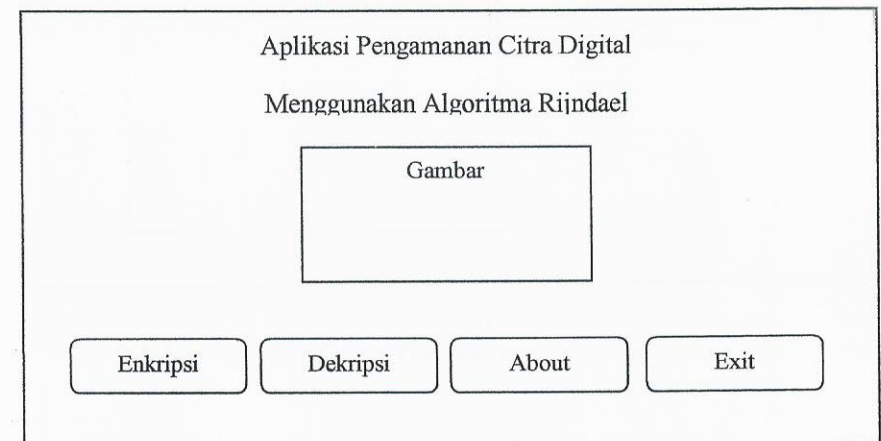 Aplikasi Pengamanan Citra Digital
Menggunakan Algoritma Rijndael
Gambar
Enkripsi Dekripsi About Exit